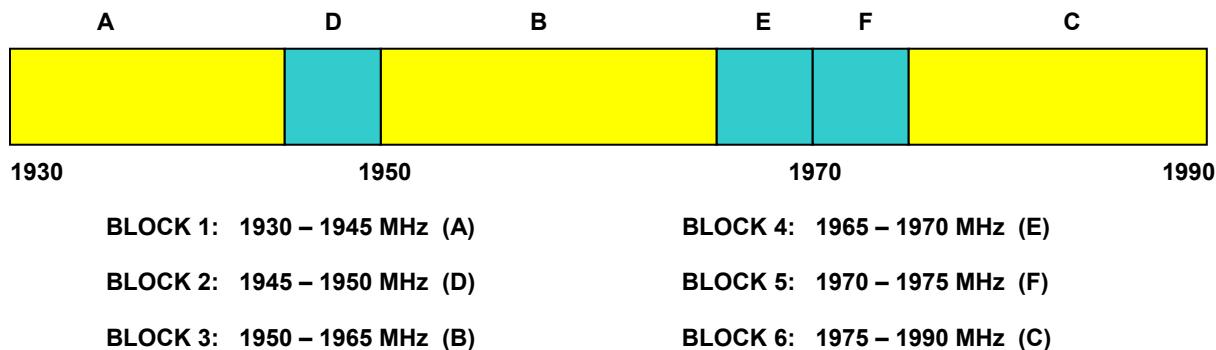 A D B E F C
1930 1950 1970 1990
BLOCK 1: 1930 – 1945 MHz (A) BLOCK 4: 1965 – 1970 MHz (E)
BLOCK 2: 1945 – 1950 MHz (D) BLOCK 5: 1970 – 1975 MHz (F)
BLOCK 3: 1950 – 1965 MHz (B) BLOCK 6: 1975 – 1990 MHz (C)